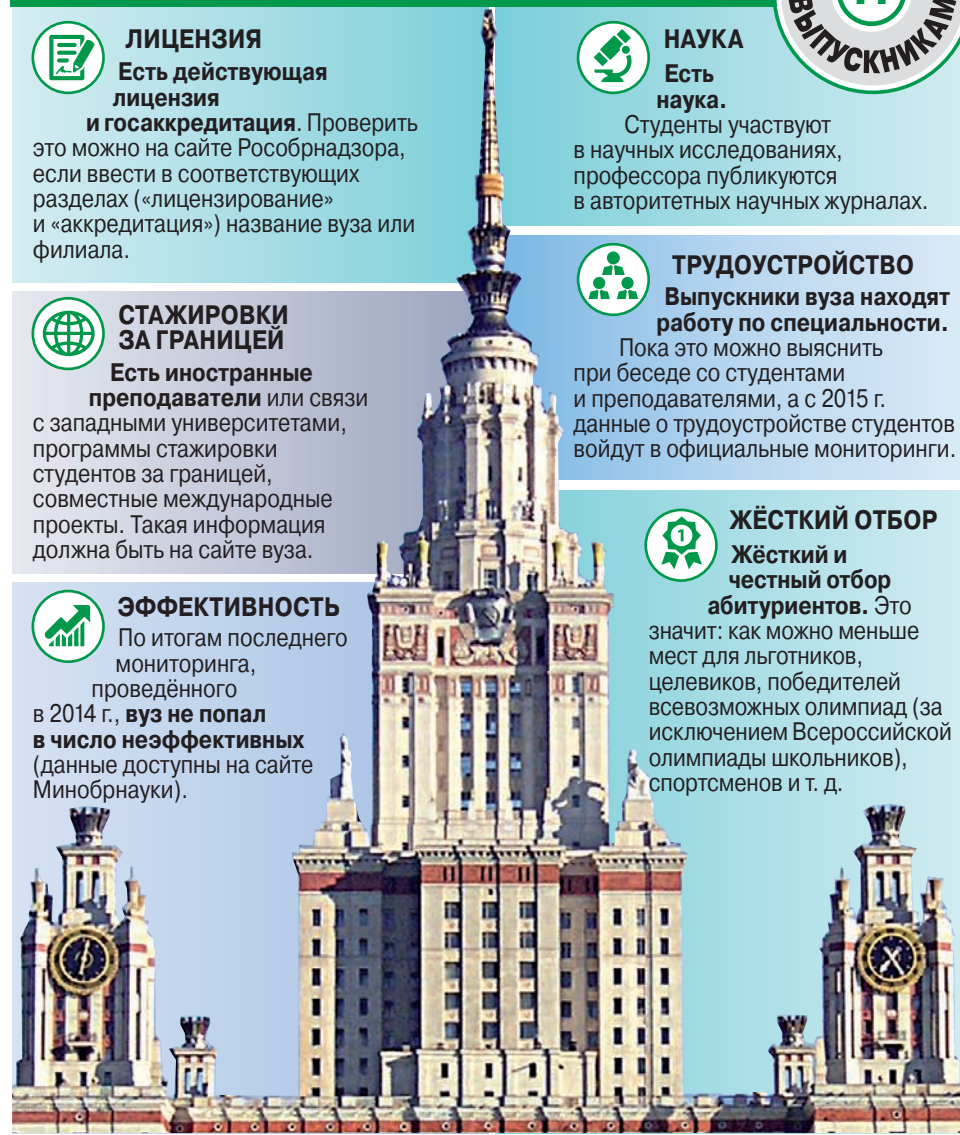 ВЫПУСКНИКАМ
ЛИЦЕНЗИЯ
Есть действующая
лицензия
и госаккредитация. Проверить
это можно на сайте Рособрнадзора,
если ввести в соответствующих
разделах («лицензирование»
и «аккредитация») название вуза или
филиала.
СТАЖИРОВКИ
ЗА ГРАНИЦЕЙ
Есть иностранные
преподаватели или связи
с западными университетами,
программы стажировки
студентов за границей,
совместные международные
проекты. Такая информация
должна быть на сайте вуза.
ЭФФЕКТИВНОСТЬ
По итогам последнего
мониторинга,
проведённого
в 2014 г., вуз не попал
в число неэффективных
(данные доступны на сайте
Минобрнауки).
НАУКА
Есть
наука.
Студенты участвуют
в научных исследованиях,
профессора публикуются
в авторитетных научных журналах.
ТРУДОУСТРОЙСТВО
Выпускники вуза находят
работу по специальности.
Пока это можно выяснить
при беседе со студентами
и преподавателями, а с 2015 г.
данные о трудоустройстве студентов
войдут в официальные мониторинги.
1
ЖЁСТКИЙ ОТБОР
Жёсткий и
честный отбор
абитуриентов. Это
значит: как можно меньше
мест для льготников,
целевиков, победителей
всевозможных олимпиад (за
исключением Всероссийской
олимпиады школьников),
спортсменов и т. д.